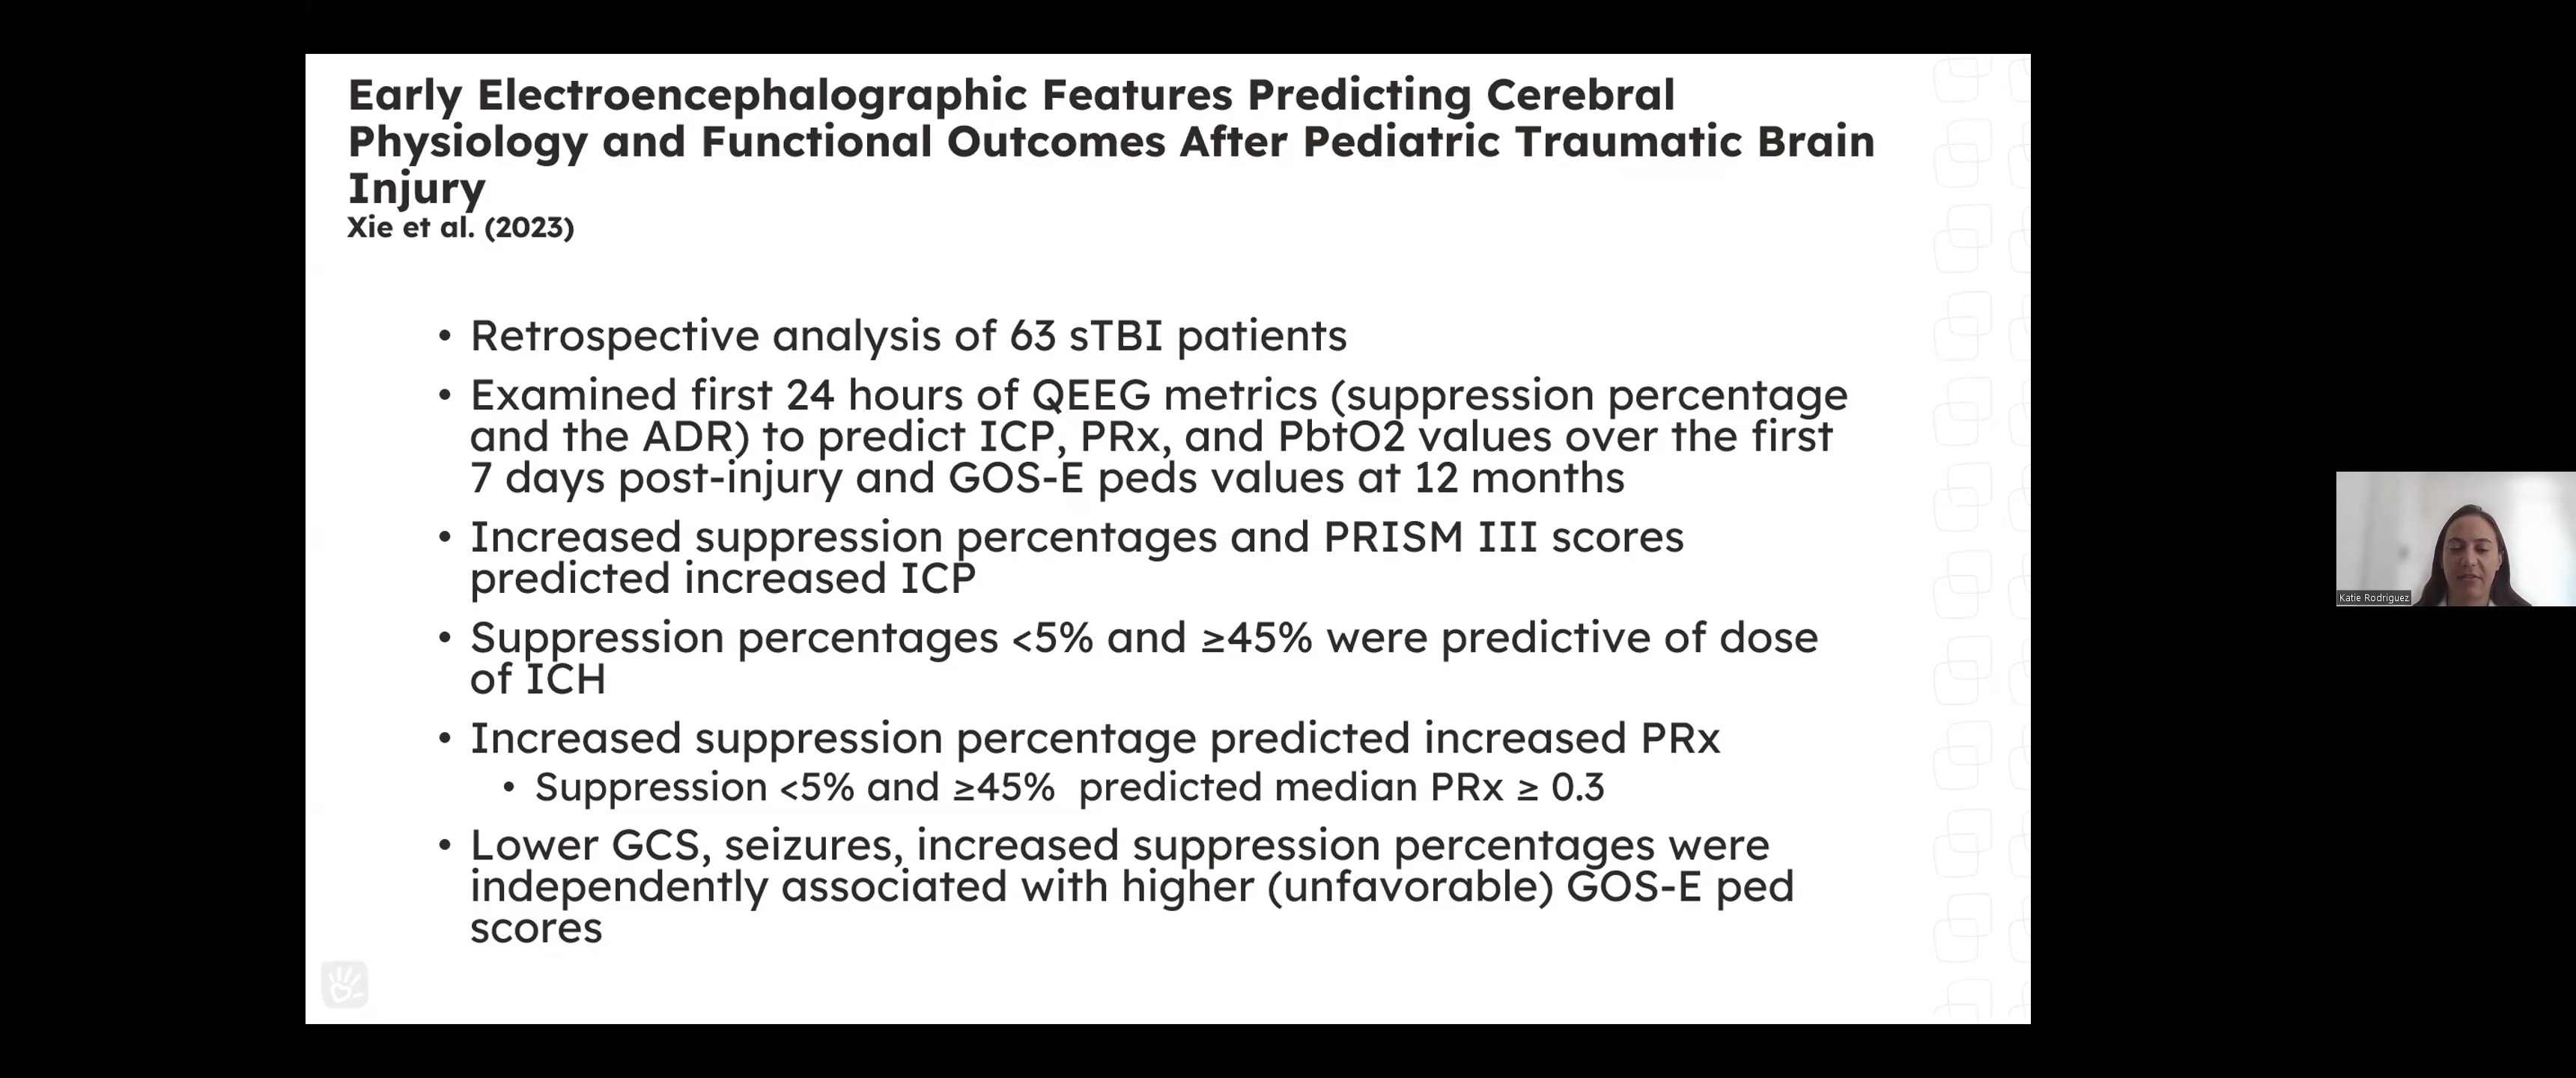 Early Electroencephalographic Features Predicting Cerebral
Physiology and Functional Outcomes After Pediatric Traumatic Brain
Injury
Xie et al. (2023)
• Retrospective analysis of 63 sTBI patients
• Examined first 24 hours of QEEG metrics (suppression percentage
and the ADR) to predict ICP, PRx, and PbtO2 values over the first
7 days post-injury and GOS-E peds values at 12 months
• Increased suppression percentages and PRISM III scores
predicted increased ICP
• Suppression percentages <5% and ≥45% were predictive of dose
of ICH
• Increased suppression percentage predicted increased PRx
• Suppression <5% and ≥45%  predicted median PRx ≥ 0.3
• Lower GCS, seizures, increased suppression percentages were
independently associated with higher (unfavorable) GOS-E ped
scores
Katie Rodriguez